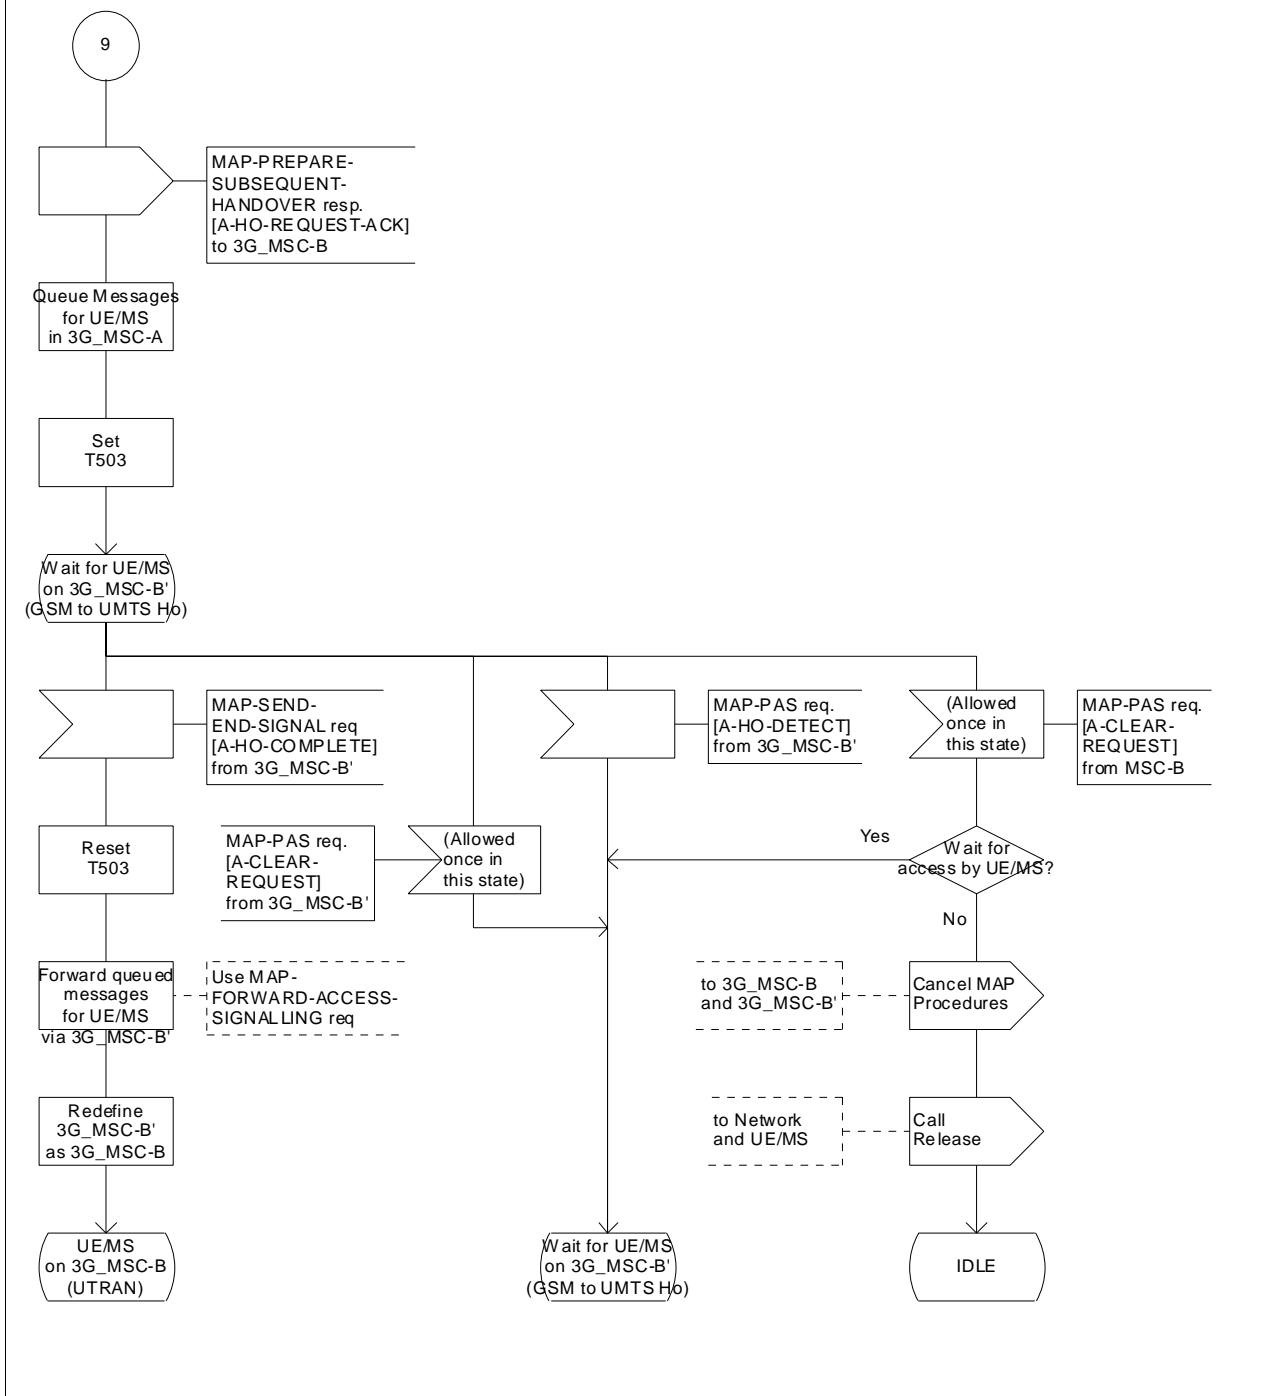 9
MAP-PREPARE-
SUBSEQUENT-
HANDOVER resp.
[A-HO-REQUEST-ACK]
to 3G_MSC-B
Queue Messages
for UE/MS
in 3G_MSC-A
Set
T503
Wait for UE/MS
on 3G_MSC-B'
(GSM to UMTS Ho)
MAP-SEND-
END-SIGNAL req
[A-HO-COMPLETE]
from 3G_MSC-B'
MAP-PAS req.
[A-HO-DETECT]
from 3G_MSC-B'
(Allowed
once in
this state)
MAP-PAS req.
[A-CLEAR-
REQUEST]
from MSC-B
Reset
T503
MAP-PAS req.
[A-CLEAR-
REQUEST]
from 3G_MSC-B'
(Allowed
once in
this state)
Yes
Wait for
access by UE/MS?
No
Forward queued
messages
for UE/MS
via 3G_MSC-B'
Use MAP-
FORWARD-ACCESS-
SIGNALLING req
to 3G_MSC-B
and 3G_MSC-B'
Cancel MAP
Procedures
Redefine
3G_MSC-B'
as 3G_MSC-B
to Network
and UE/MS
Call
Release
UE/MS
on 3G_MSC-B
(UTRAN)
Wait for UE/MS
on 3G_MSC-B'
(GSM to UMTS Ho)
IDLE